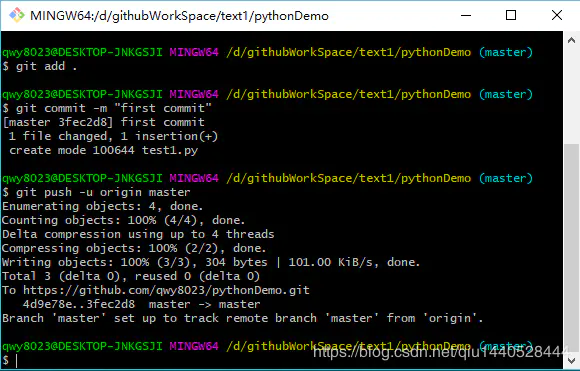 MINGW64:/d/githubWorkSpace/text1/pythonDemo
qwy8023@DESKTOP-JNKGSJI MINGW64 /d/githubWorkSpace/text1/pythonDemo (master)
$ git add .
qwy8023@DESKTOP-JNKGSJI MINGW64 /d/githubWorkSpace/text1/pythonDemo (master)
$ git commit -m "first commit"
[master 3fec2d8] first commit
1 file changed, 1 insertion(+)
create mode 100644 test1.py
qwy8023@DESKTOP-JNKGSJI MINGW64 /d/githubWorkSpace/text1/pythonDemo (master)
$ git push -u origin master
Enumerating objects: 4, done.
Counting objects: 100% (4/4), done.
Delta compression using up to 4 threads
Compressing objects: 100% (2/2), done.
Writing objects: 100% (3/3), 304 bytes | 101.00 KiB/s, done.
Total 3 (delta 0), reused 0 (delta 0)
To https://github.com/qwy8023/pythonDemo.git
4d9e78e..3fec2d8  master -> master
Branch 'master' set up to track remote branch 'master' from 'origin'.
qwy8023@DESKTOP-JNKGSJI MINGW64 /d/githubWorkSpace/text1/pythonDemo (master)
$
https://blog.csdn.net/qiu1440528444